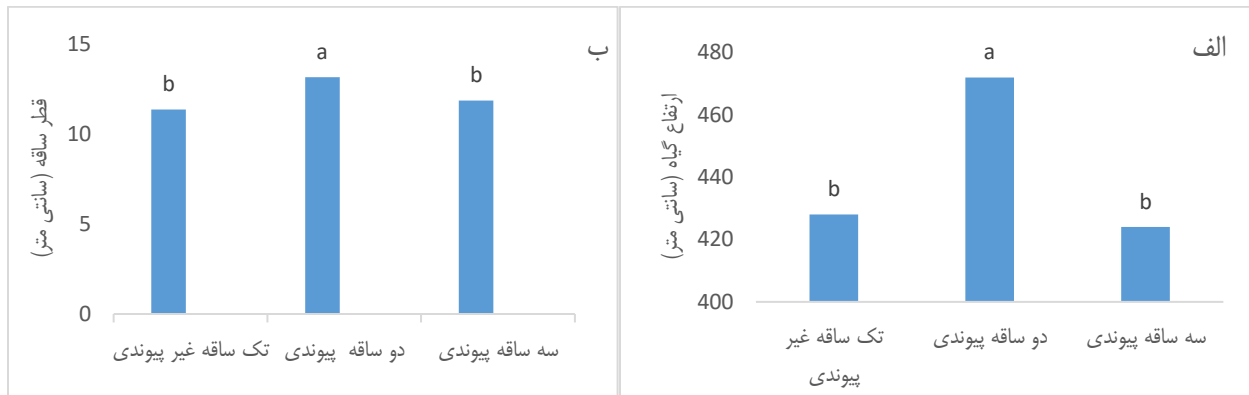 الف
ارتفاع گیاه (سانتی متر)
480
460
440
420
400
b
a
b
تک ساقه غیر
پیوندی
دو ساقه پیوندی
سه ساقه پیوندی
ب
قطر ساقه (سانتی متر)
15
10
5
0
b
a
b
تک ساقه غیر پیوندی
دو ساقه پیوندی
سه ساقه پیوندی